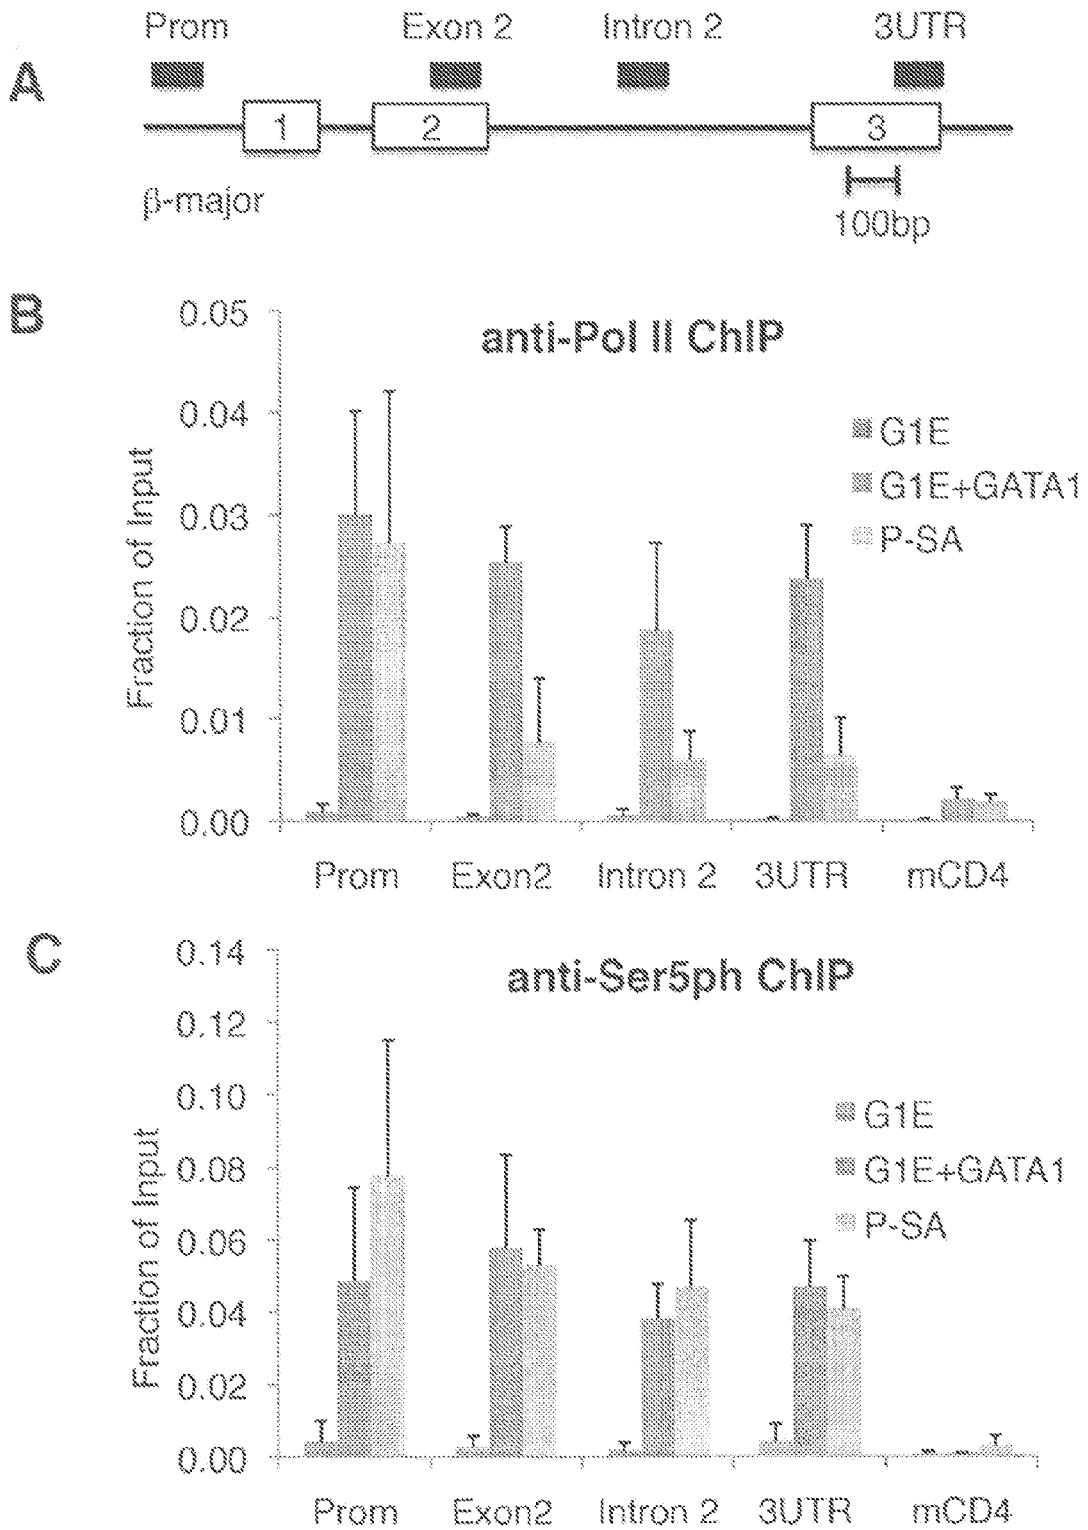 Prom Exon 2 Intron 2 3UTR
A
1 2 3
β-major
100bp
B
anti-Pol II ChIP
0.05
0.04
0.03
0.02
0.01
0.00
Fraction of Input
G1E
G1E+GATA1
P-SA
Prom Exon2 Intron 2 3UTR mCD4
C
anti-Ser5ph ChIP
0.14
0.12
0.10
0.08
0.06
0.04
0.02
0.00
Fraction of Input
G1E
G1E+GATA1
P-SA
Prom Exon2 Intron 2 3UTR mCD4